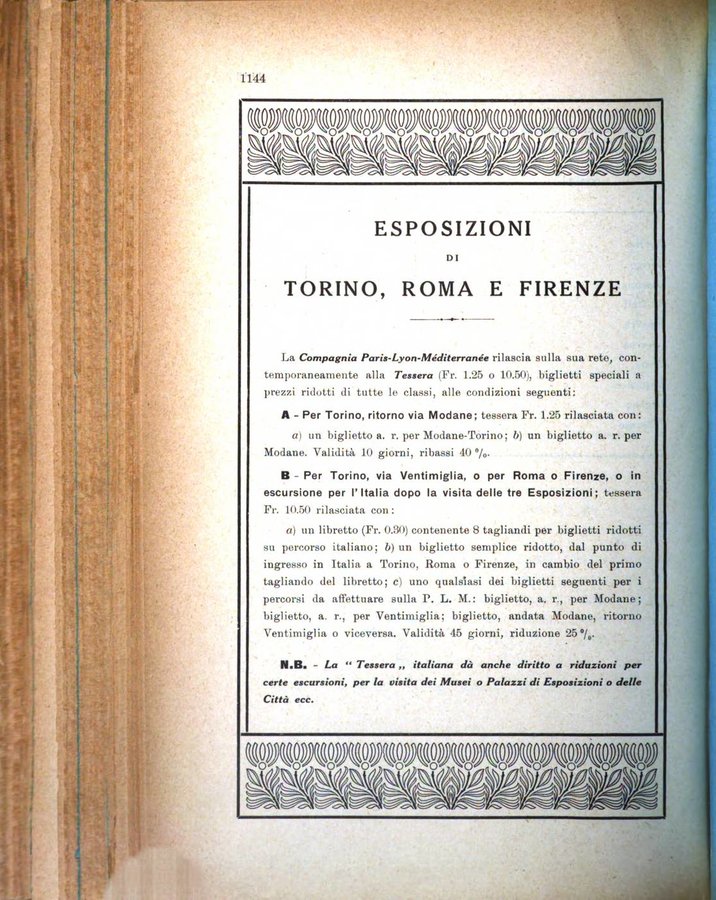 1144
ESPOSIZIONI
DI
TORINO, ROMA E FIRENZE
La Compagnia Paris-Lyon-Méditerranée rilascia sulla sua rete, con-
temporaneamente alla Tessera (Fr. 1.25 o 10.50), biglietti speciali a
prezzi ridotti di tutte le classi, alle condizioni seguenti:
A - Per Torino, ritorno via Modane; tessera Fr. 1.25 rilasciata con:
a) un biglietto a. r. per Modane-Torino; b) un biglietto a. r. per
Modane. Validità 10 giorni, ribassi 40 %.
B - Per Torino, via Ventimiglia, o per Roma o Firenze, o in
escursione per l'Italia dopo la visita delle tre Esposizioni; tessera
Fr. 10.50 rilasciata con:
a) un libretto (Fr. 0.30) contenente 8 tagliandi per biglietti ridotti
su percorso italiano; b) un biglietto semplice ridotto, dal punto di
ingresso in Italia a Torino, Roma o Firenze, in cambio del primo
tagliando del libretto; c) uno qualsiasi dei biglietti seguenti per i
percorsi da affettuare sulla P. L. M.: biglietto, a. r., per Modane;
biglietto, a. r., per Ventimiglia; biglietto, andata Modane, ritorno
Ventimiglia o viceversa. Validità 45 giorni, riduzione 25 %.
N.B. - La “ Tessera „ italiana dà anche diritto a riduzioni per
certe escursioni, per la visita dei Musei o Palazzi di Esposizioni o delle
Città ecc.